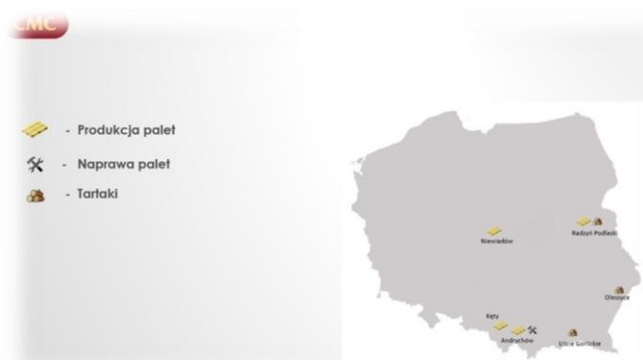 CMC
- Produkcja palet
- Naprawa palet
- Tartaki
Niewiadów
Radzyń Podlaski
Oleszyce
Kęty
Andrychów
Uście Gorlickie